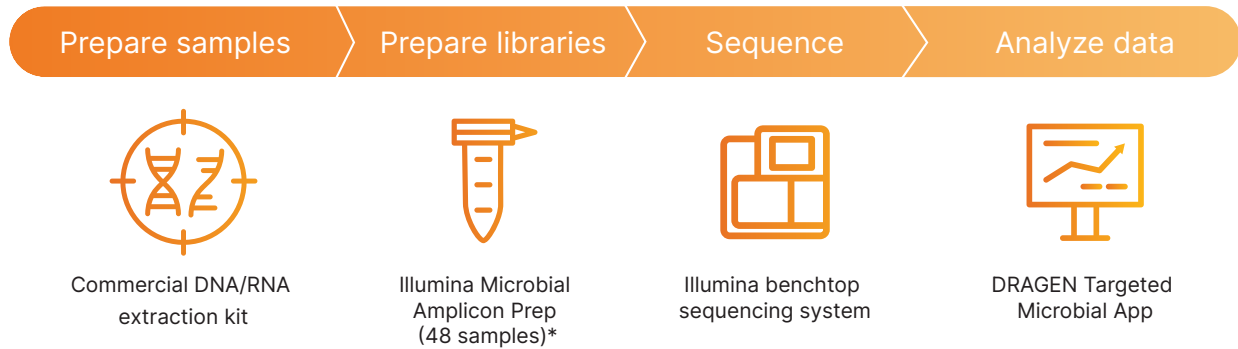 Prepare samples
Prepare libraries
Sequence
Analyze data
Commercial DNA/RNA
extraction kit
Illumina Microbial
Amplicon Prep
(48 samples)*
Illumina benchtop
sequencing system
DRAGEN Targeted
Microbial App